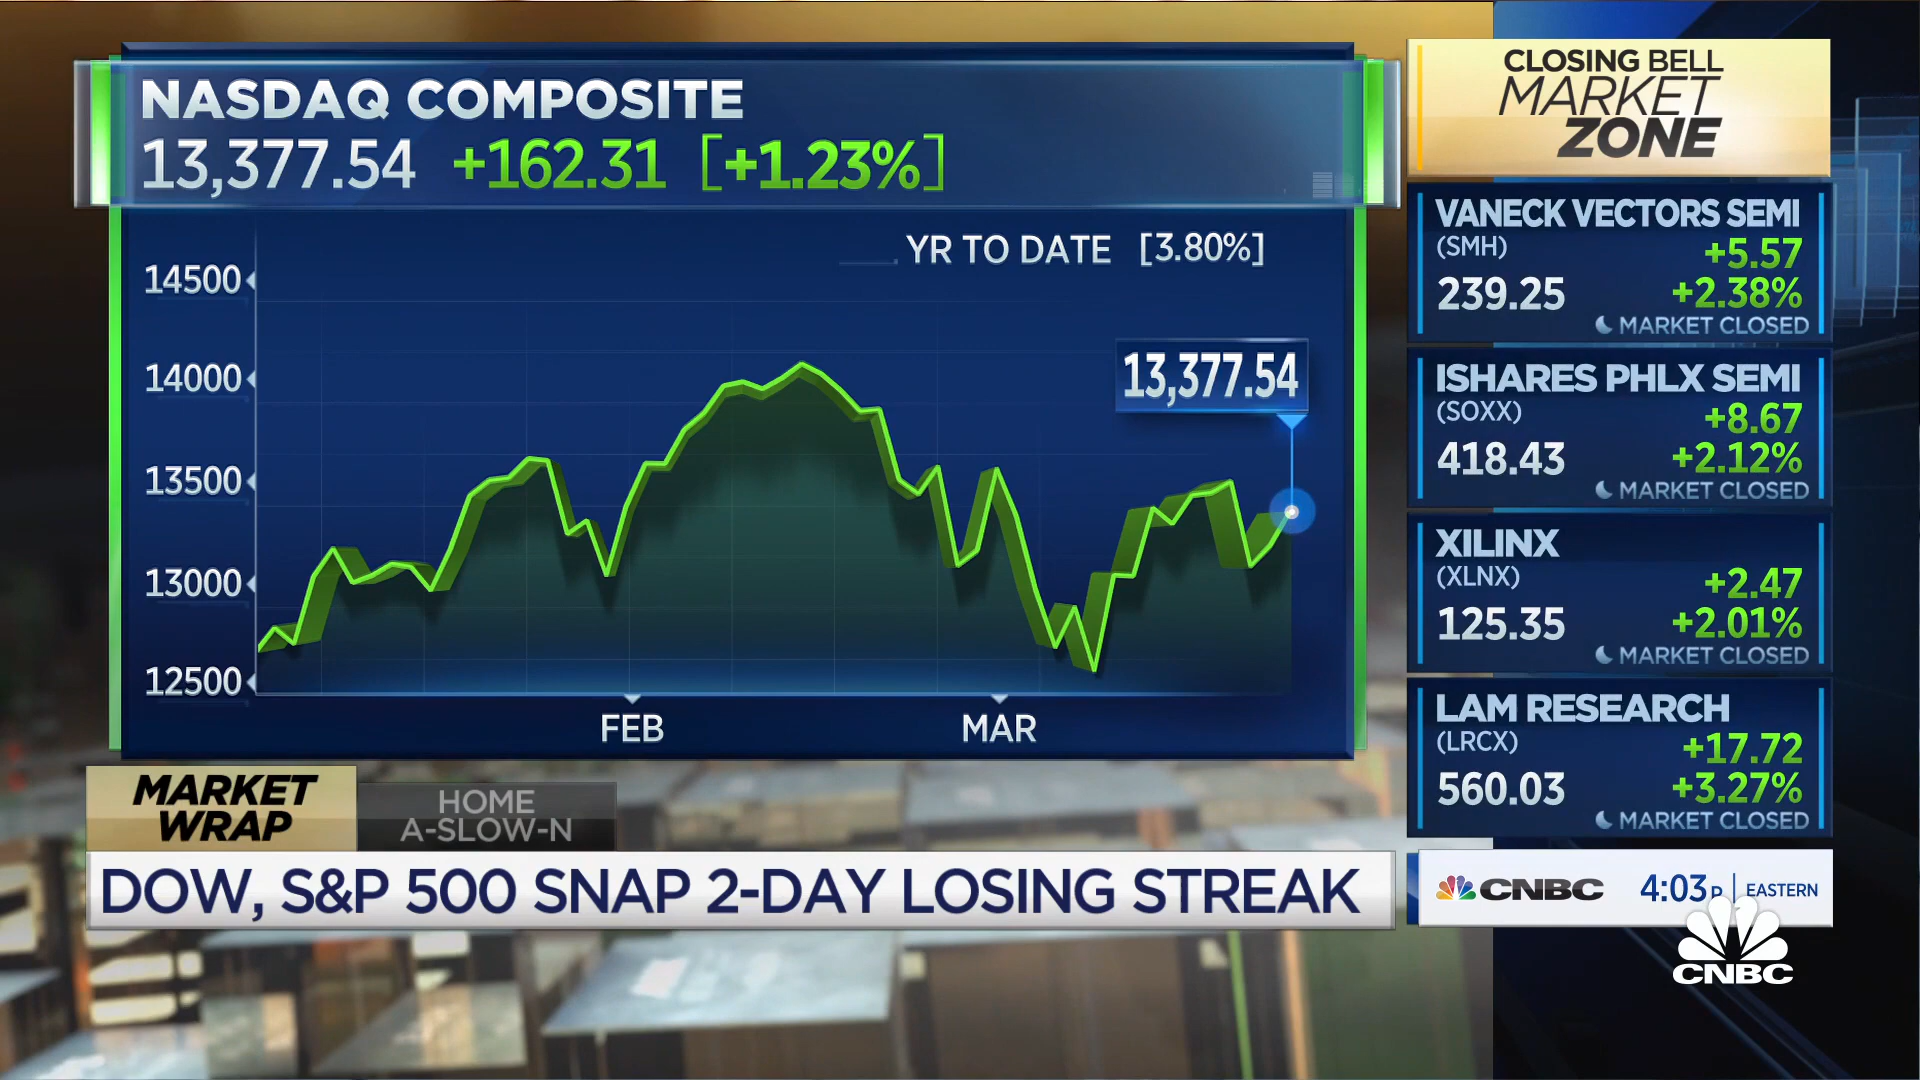 NASDAQ COMPOSITE
13,377.54 +162.31 [+1.23%]
YR TO DATE [3.80%]
14500
14000
13500
13000
12500
13,377.54
FEB MAR
MARKET
WRAP
HOME
A-SLOW-N
DOW, S&P 500 SNAP 2-DAY LOSING STREAK
CLOSING BELL
MARKET
ZONE
VANECK VECTORS SEMI
(SMH) +5.57
239.25 +2.38%
MARKET CLOSED
ISHARES PHLX SEMI
(SOXX) +8.67
418.43 +2.12%
MARKET CLOSED
XILINX
(XLNX) +2.47
125.35 +2.01%
MARKET CLOSED
LAM RESEARCH
(LRCX) +17.72
560.03 +3.27%
MARKET CLOSED
CNBC 4:03P EASTERN
CNBC